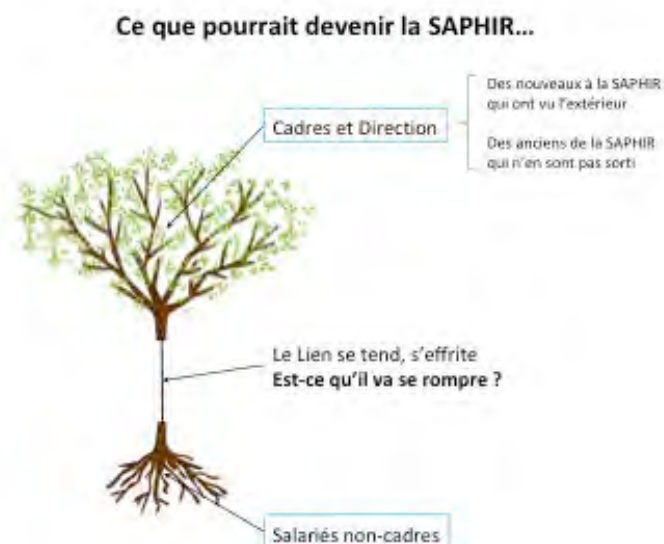 Ce que pourrait devenir la SAPHIR...
Des nouveaux à la SAPHIR
qui ont vu l'extérieur
Cadres et Direction
Des anciens de la SAPHIR
qui n'en sont pas sorti
Le Lien se tend, s'effrite
Est-ce qu'il va se rompre ?
Salariés non-cadres